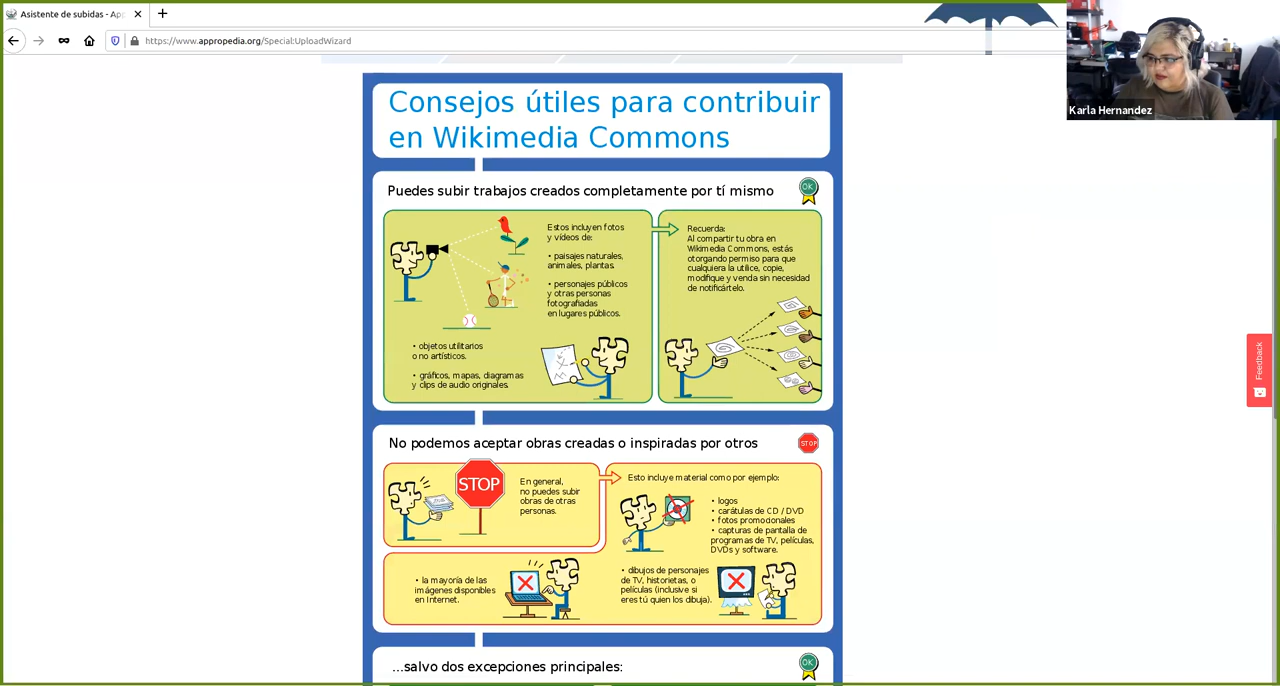 Asistente de subidas - Ap
https://www.appropedia.org/Special:UploadWizard
Karla Hernandez
Consejos útiles para contribuir
en Wikimedia Commons
Puedes subir trabajos creados completamente por tí mismo
OK
Estos incluyen fotos
y vídeos de:
• paisajes naturales,
animales, plantas.
• personajes públicos
y otras personas
fotografiadas
en lugares públicos.
• objetos utilitarios
o no artísticos.
• gráficos, mapas, diagramas
y clips de audio originales.
Recuerda:
Al compartir tu obra en
Wikimedia Commons, estás
otorgando permiso para que
cualquiera la utilice, copie,
modifique y venda sin necesidad
de notificártelo.
Feedback
No podemos aceptar obras creadas o inspiradas por otros
STOP
STOP
En general,
no puedes subir
obras de otras
personas.
Esto incluye material como por ejemplo:
• logos
• carátulas de CD / DVD
• fotos promodonales
• capturas de pantalla de
programas de TV, películas,
DVDs y software.
• la mayoría de las
imágenes disponibles
en Internet.
• dibujos de personajes
de TV, historietas, o
películas (inclusive si
eres tú quien los dibuja).
...salvo dos excepciones principales:
OK